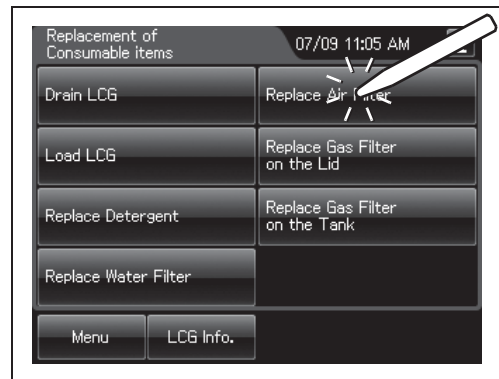 Replacement of
Consumable items
07/09 11:05 AM
Drain LCG
Replace Air Filter
Load LCG
Replace Gas Filter
on the Lid
Replace Detergent
Replace Gas Filter
on the Tank
Replace Water Filter
Menu
LCG Info.